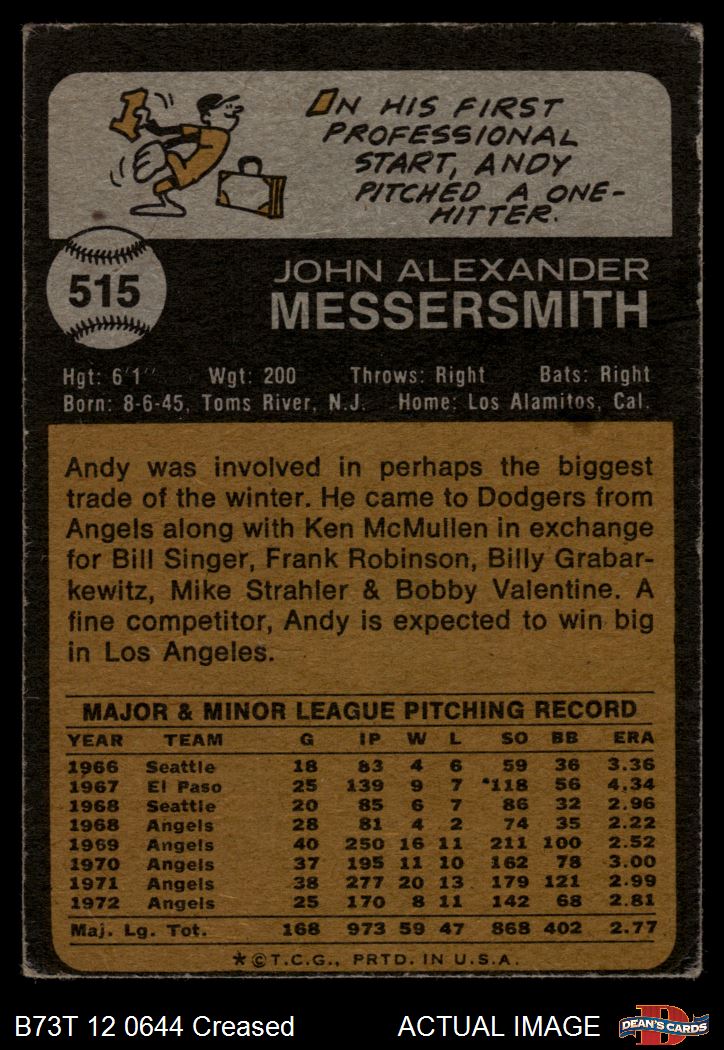 IN HIS FIRST
PROFESSIONAL
START, ANDY
PITCHED A ONE-
HITTER.
515
JOHN ALEXANDER
MESSERSMITH
Hgt: 6'1" Wgt: 200 Throws: Right Bats: Right
Born: 8-6-45, Toms River, N.J. Home: Los Alamitos, Cal.
Andy was involved in perhaps the biggest
trade of the winter. He came to Dodgers from
Angels along with Ken McMullen in exchange
for Bill Singer, Frank Robinson, Billy Grabar-
kewitz, Mike Strahler & Bobby Valentine. A
fine competitor, Andy is expected to win big
in Los Angeles.
MAJOR & MINOR LEAGUE PITCHING RECORD
YEAR TEAM G IP W L SO BB ERA
1966 Seattle 18 83 4 6 59 36 3.36
1967 El Paso 25 139 9 7 *118 56 4.34
1968 Seattle 20 85 6 7 86 32 2.96
1968 Angels 28 81 4 2 74 35 2.22
1969 Angels 40 250 16 11 211 100 2.52
1970 Angels 37 195 11 10 162 78 3.00
1971 Angels 38 277 20 13 179 121 2.99
1972 Angels 25 170 8 11 142 68 2.81
Maj. Lg. Tot. 168 973 59 47 868 402 2.77
*©T.C.G., PRTD. IN U.S.A.
B73T 12 0644 Creased ACTUAL IMAGE
D
DEAN'S CARDS